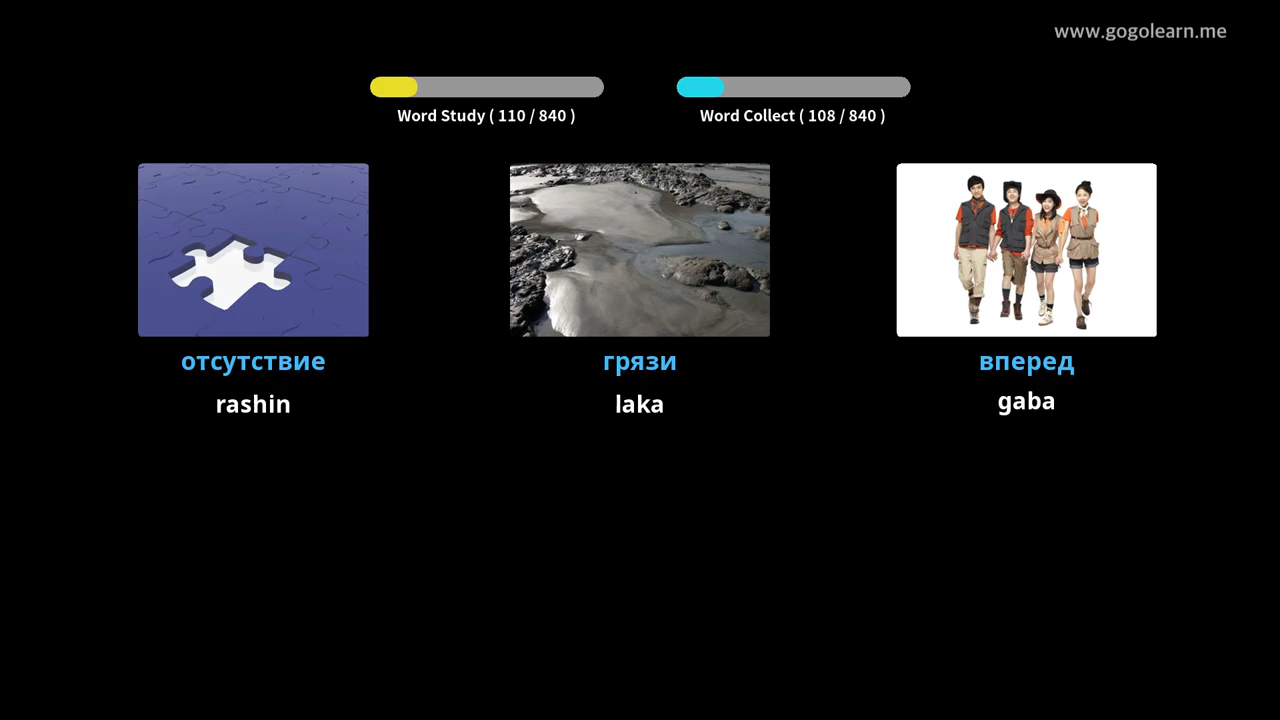 www.gogolearn.me
Word Study ( 110 / 840 )
Word Collect ( 108 / 840 )
отсутствие
грязи
вперед
rashin
laka
gaba